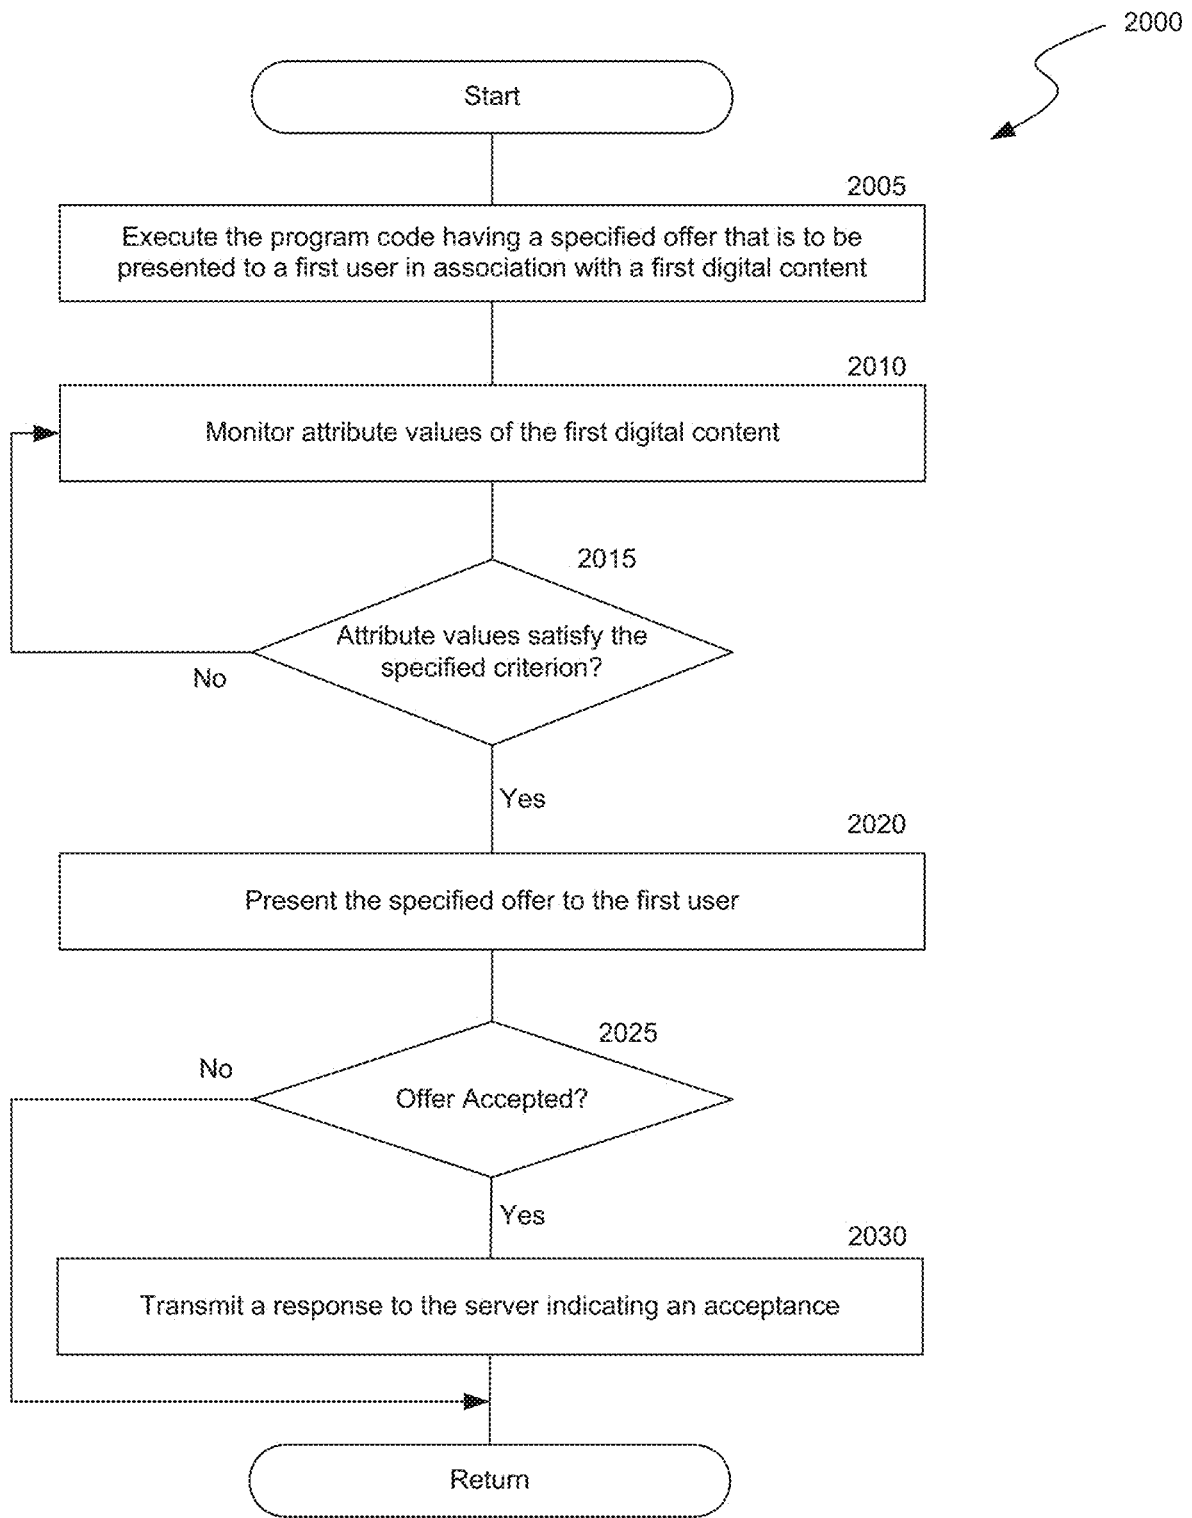 2000
Start
2005
Execute the program code having a specified offer that is to be
presented to a first user in association with a first digital content
2010
Monitor attribute values of the first digital content
2015
Attribute values satisfy the
specified criterion?
No
Yes
2020
Present the specified offer to the first user
2025
No
Offer Accepted?
Yes
2030
Transmit a response to the server indicating an acceptance
Return